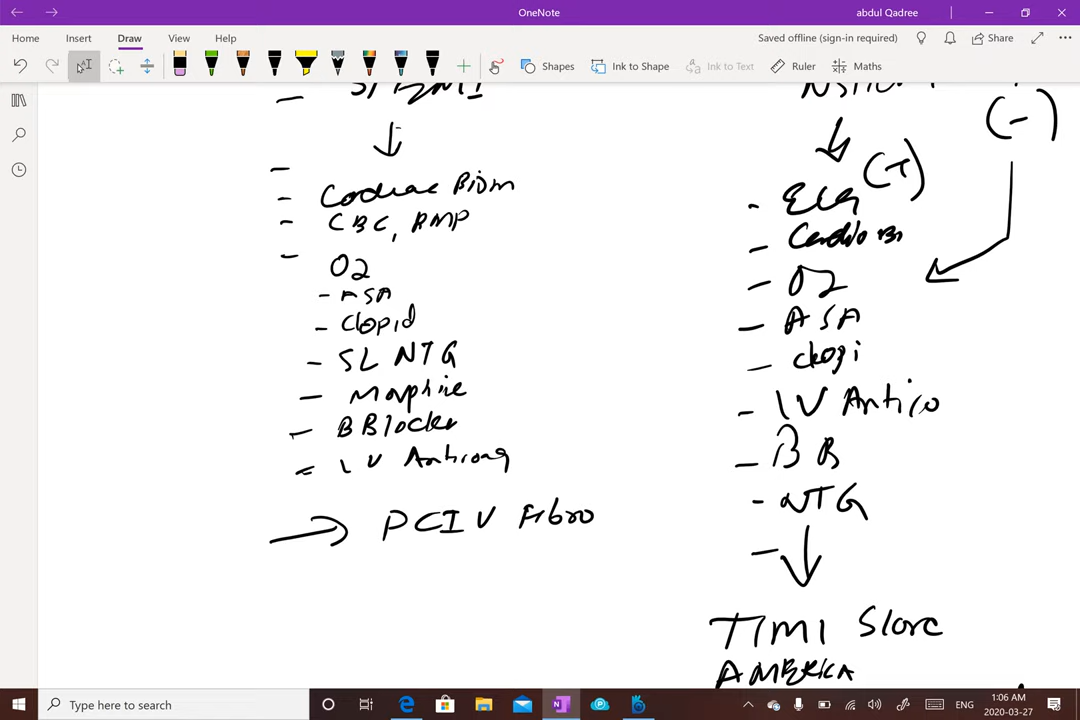 OneNote
abdul Qadree
Home Insert Draw View Help
Saved offline (sign-in required)
Share
Shapes
Ink to Shape
Ink to Text
Ruler
Maths
(-)
- Cardiac Biom
- CBC, BMP
- O2
- ASA
- Clopid
- SL NTG
- Morphine
- B Blocker
- IV Anticoag
→ PCI V Fibro
- ECG (T)
- Cardio Bi
- O2
- ASA
- clopi
- IV Antico
- BB
- NTG
TIMI Score
AMERICA
Type here to search
ENG
1:06 AM
2020-03-27